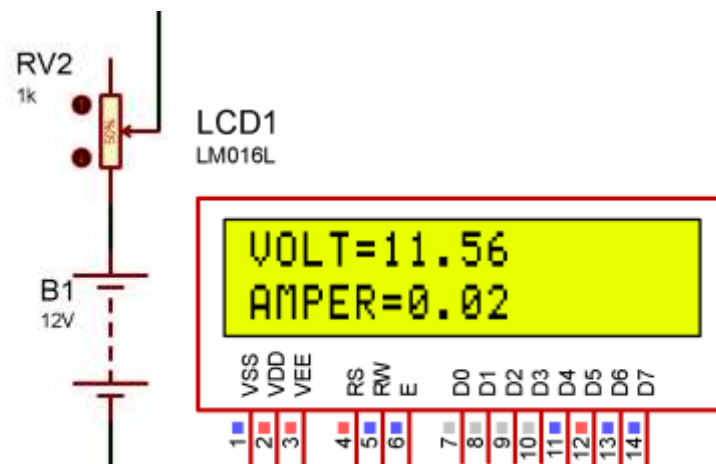 RV2
1k
50%
LCD1
LM016L
VOLT=11.56
AMPER=0.02
B1
12V
VSS VDD VEE RS RW E D0 D1 D2 D3 D4 D5 D6 D7
1 2 3 4 5 6 7 8 9 10 11 12 13 14